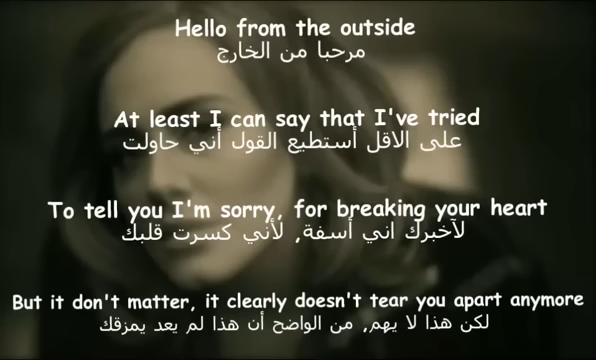 Hello from the outside
مرحبا من الخارج
At least I can say that I've tried
على الاقل أستطيع القول أني حاولت
To tell you I'm sorry, for breaking your heart
لآخبرك اني أسفة, لأني كسرت قلبك
But it don't matter, it clearly doesn't tear you apart anymore
لكن هذا لا يهم, من الواضح أن هذا لم يعد يمزقك